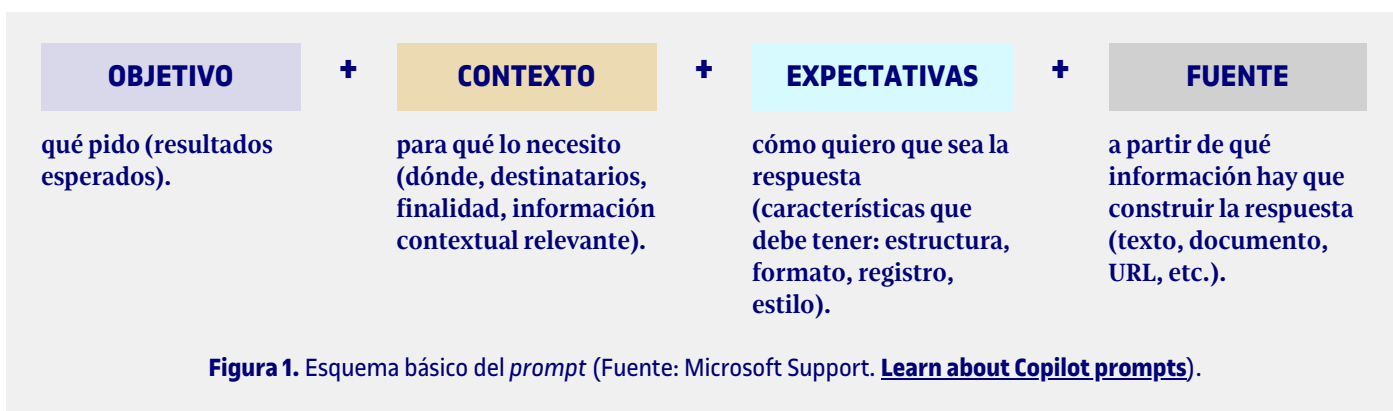 OBJETIVO + CONTEXTO + EXPECTATIVAS + FUENTE
qué pido (resultados
esperados).
para qué lo necesito
(dónde, destinatarios,
finalidad, información
contextual relevante).
cómo quiero que sea la
respuesta
(características que
debe tener: estructura,
formato, registro,
estilo).
a partir de qué
información hay que
construir la respuesta
(texto, documento,
URL, etc.).
Figura 1. Esquema básico del prompt (Fuente: Microsoft Support. Learn about Copilot prompts).